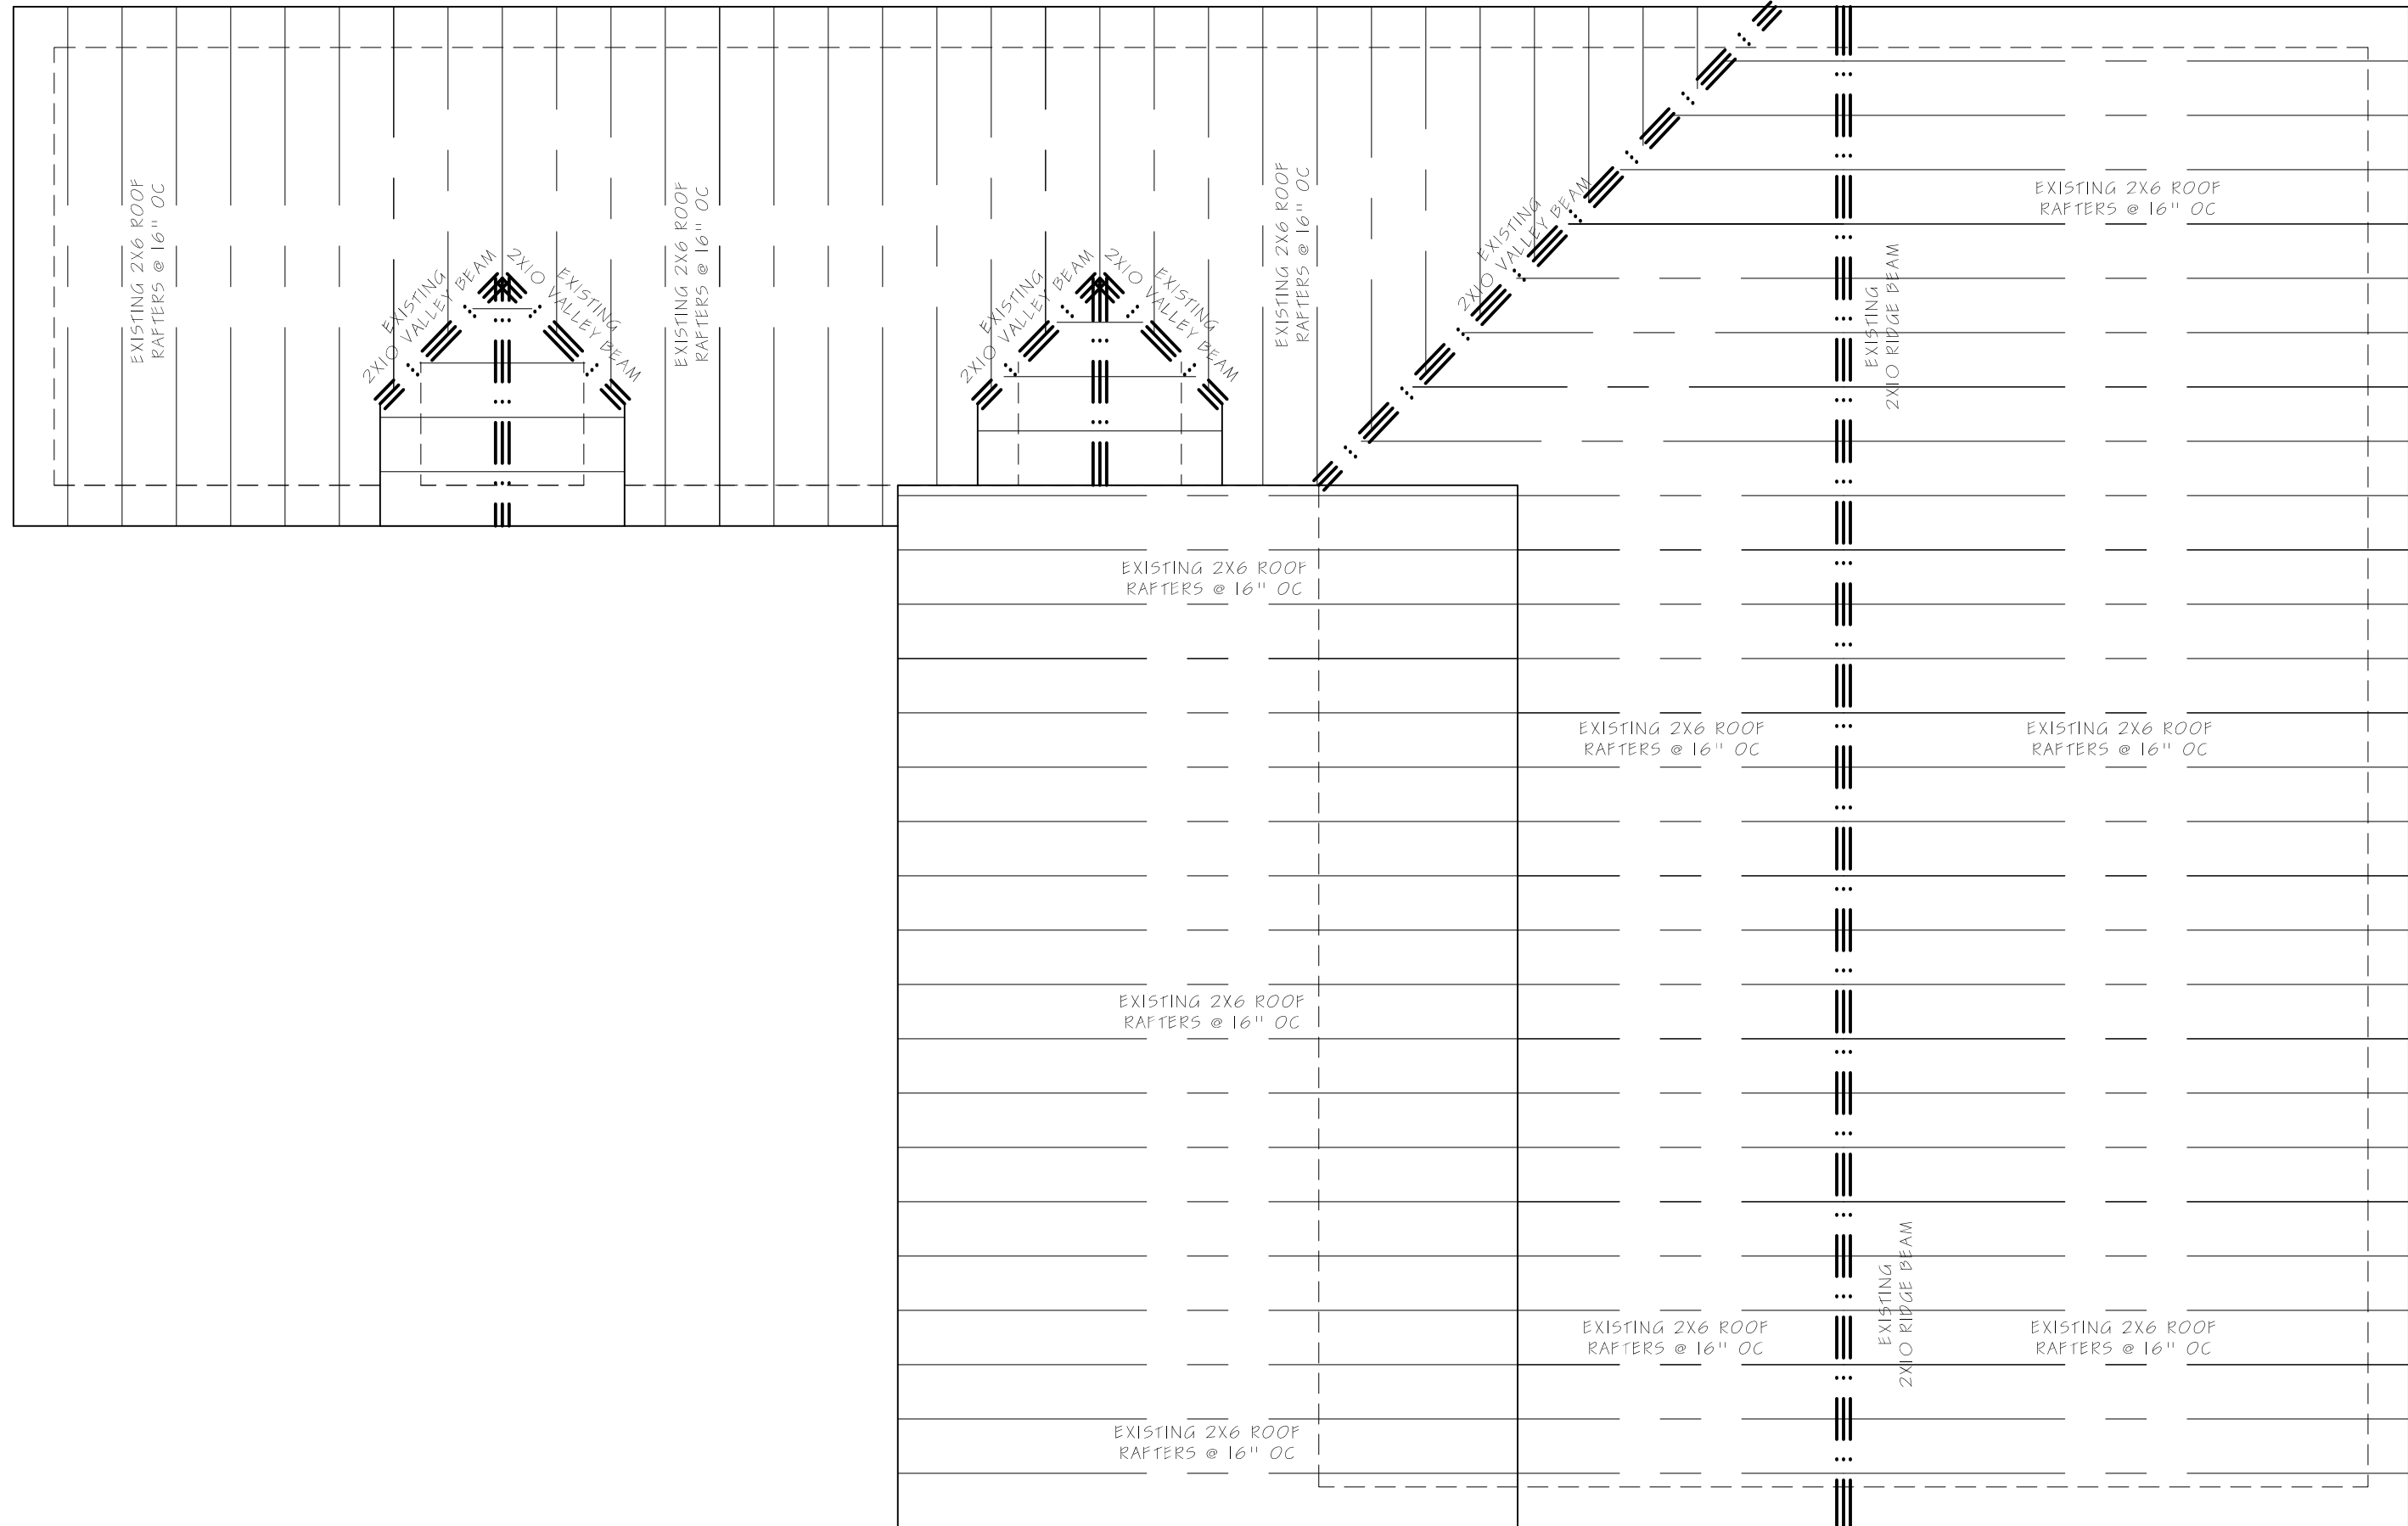 EXISTING 2X6 ROOF
RAFTERS @ 16" OC
EXISTING
2X10 VALLEY BEAM
EXISTING
2X10 VALLEY BEAM
EXISTING 2X6 ROOF
RAFTERS @ 16" OC
EXISTING
2X10 VALLEY BEAM
EXISTING
2X10 VALLEY BEAM
EXISTING 2X6 ROOF
RAFTERS @ 16" OC
EXISTING
2X10 VALLEY BEAM
EXISTING
2X10 RIDGE BEAM
EXISTING 2X6 ROOF
RAFTERS @ 16" OC
EXISTING 2X6 ROOF
RAFTERS @ 16" OC
EXISTING 2X6 ROOF
RAFTERS @ 16" OC
EXISTING 2X6 ROOF
RAFTERS @ 16" OC
EXISTING 2X6 ROOF
RAFTERS @ 16" OC
EXISTING
2X10 RIDGE BEAM
EXISTING 2X6 ROOF
RAFTERS @ 16" OC
EXISTING 2X6 ROOF
RAFTERS @ 16" OC
EXISTING 2X6 ROOF
RAFTERS @ 16" OC